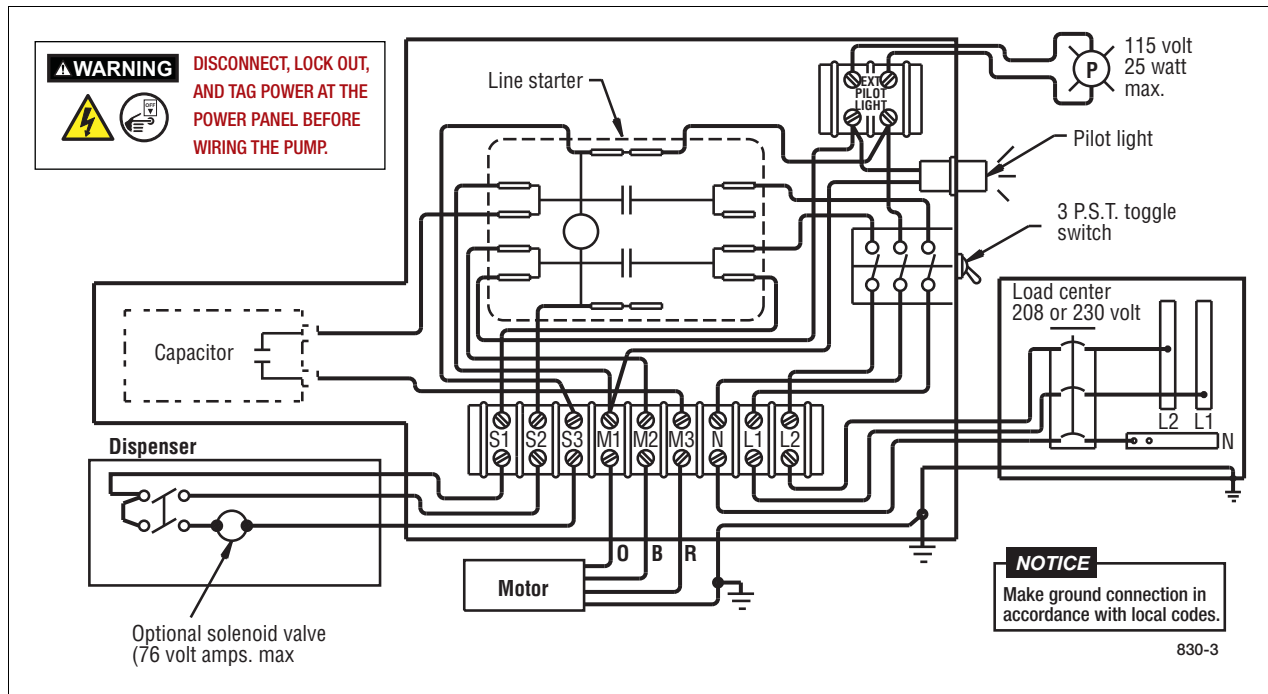 WARNING
DISCONNECT, LOCK OUT,
AND TAG POWER AT THE
POWER PANEL BEFORE
WIRING THE PUMP.
OFF
Line starter
EXT
PILOT
LIGHT
P
115 volt
25 watt
max.
Pilot light
3 P.S.T. toggle
switch
Capacitor
Load center
208 or 230 volt
L2
L1
N
S1
S2
S3
M1
M2
M3
N
L1
L2
Dispenser
O
B
R
Motor
Optional solenoid valve
(76 volt amps. max
NOTICE
Make ground connection in
accordance with local codes.
830-3